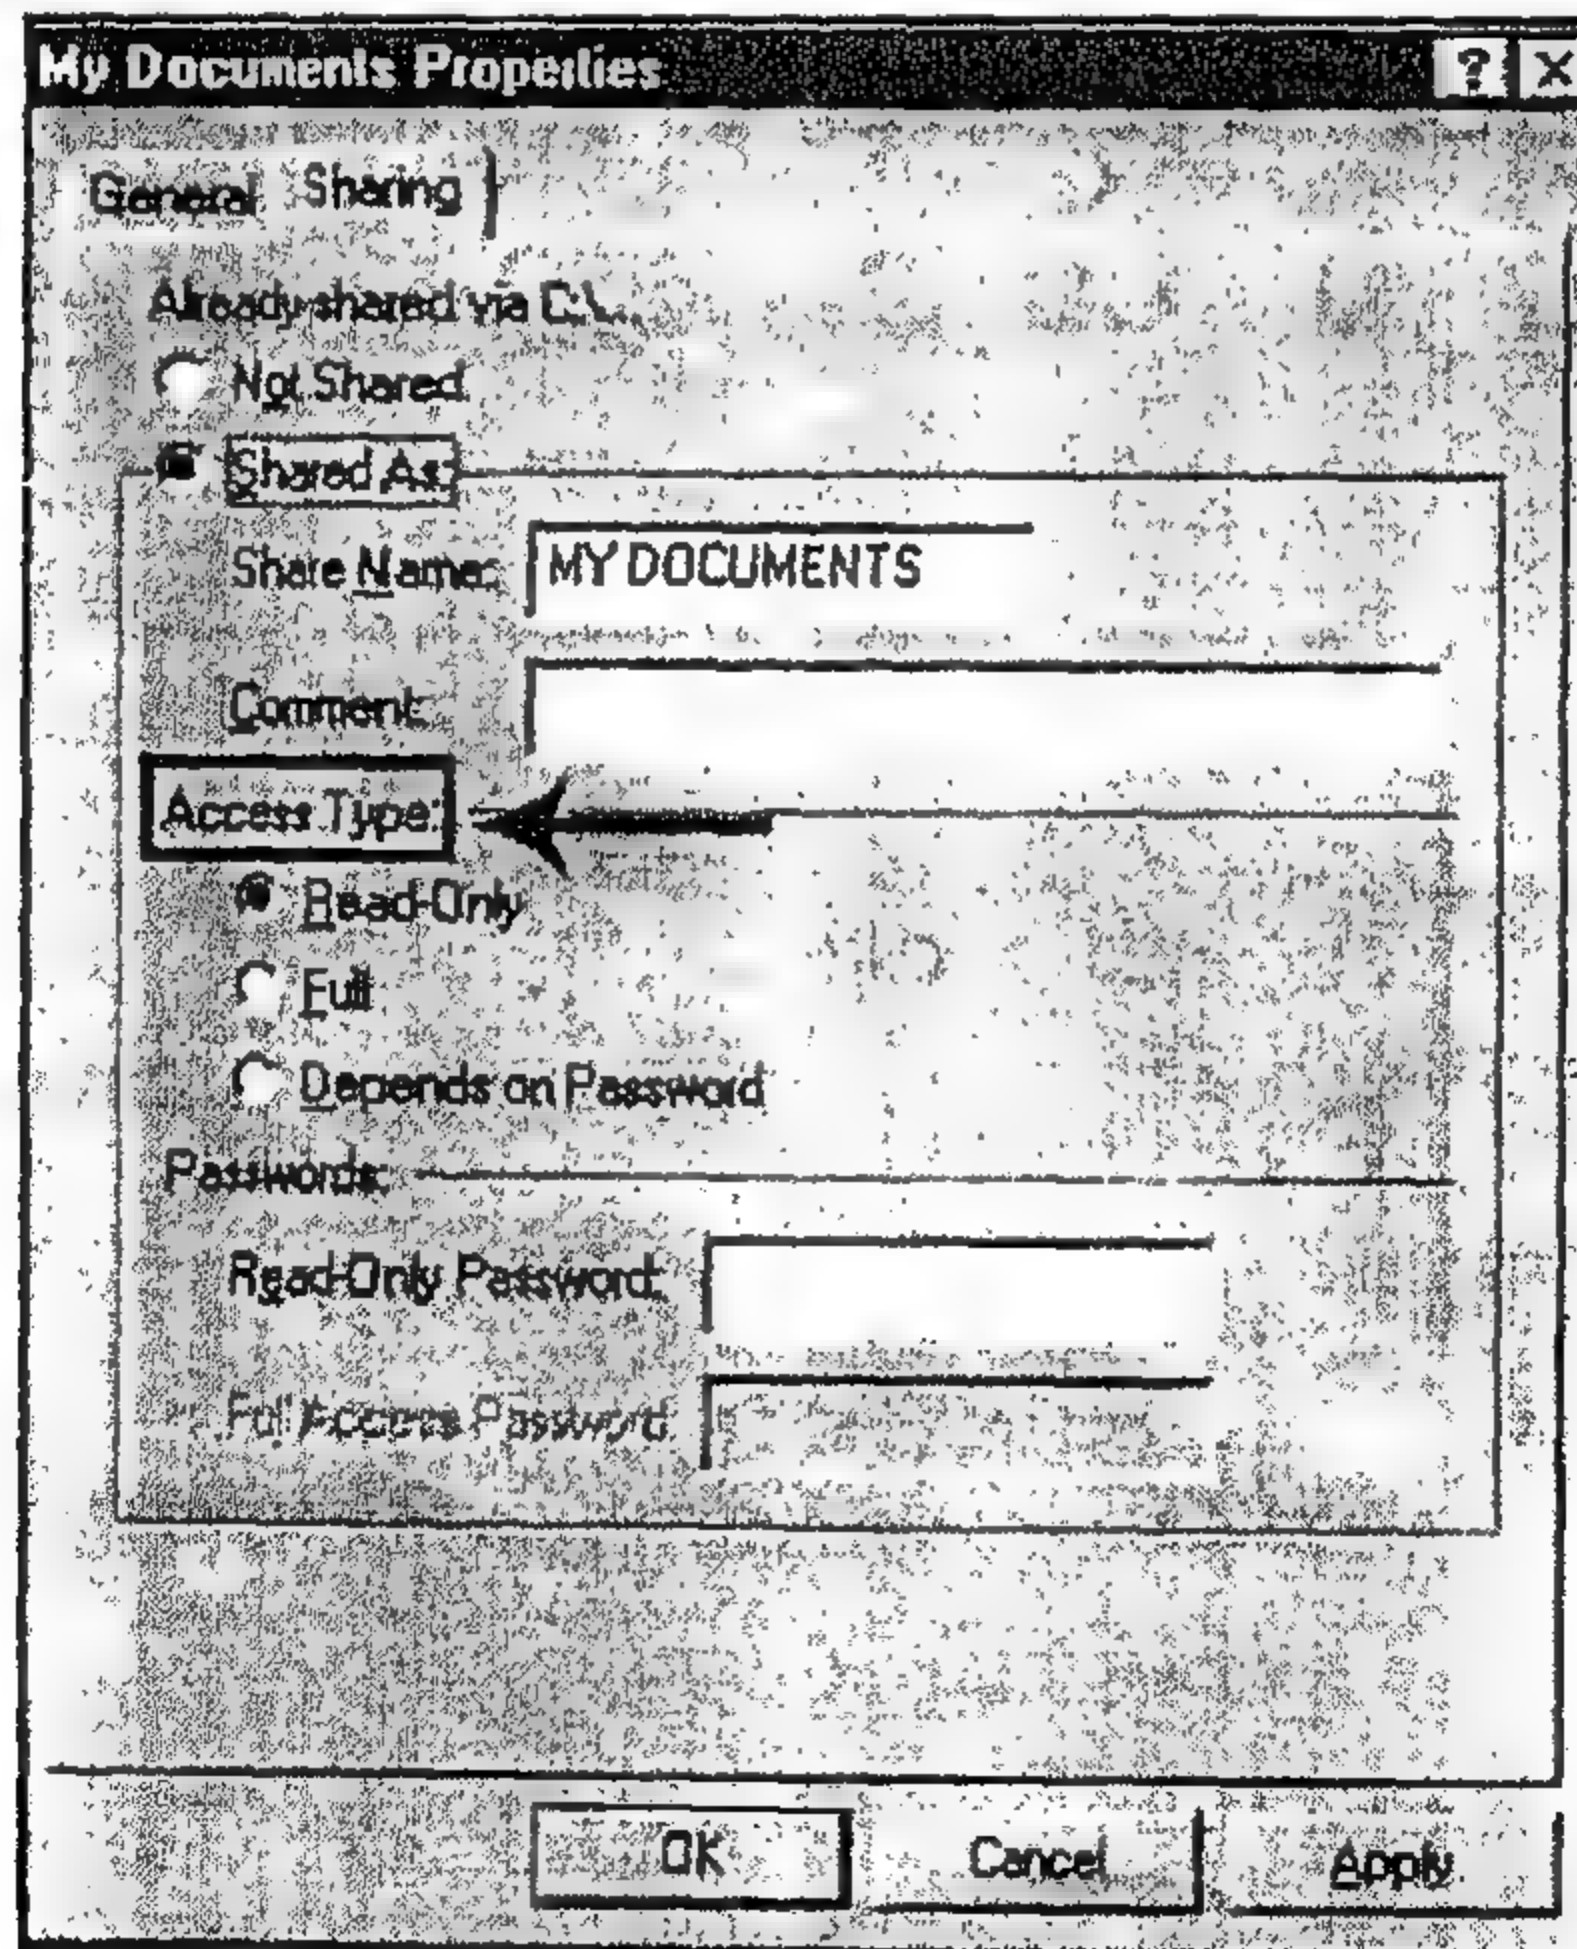 My Documents Properties ? X
General Sharing
Already shared via C:\...
Not Shared
Shared As:
Share Name: MY DOCUMENTS
Comment:
Access Type:
Read-Only
Full
Depends on Password
Passwords:
Read-Only Password:
Full Access Password:
OK Cancel Apply